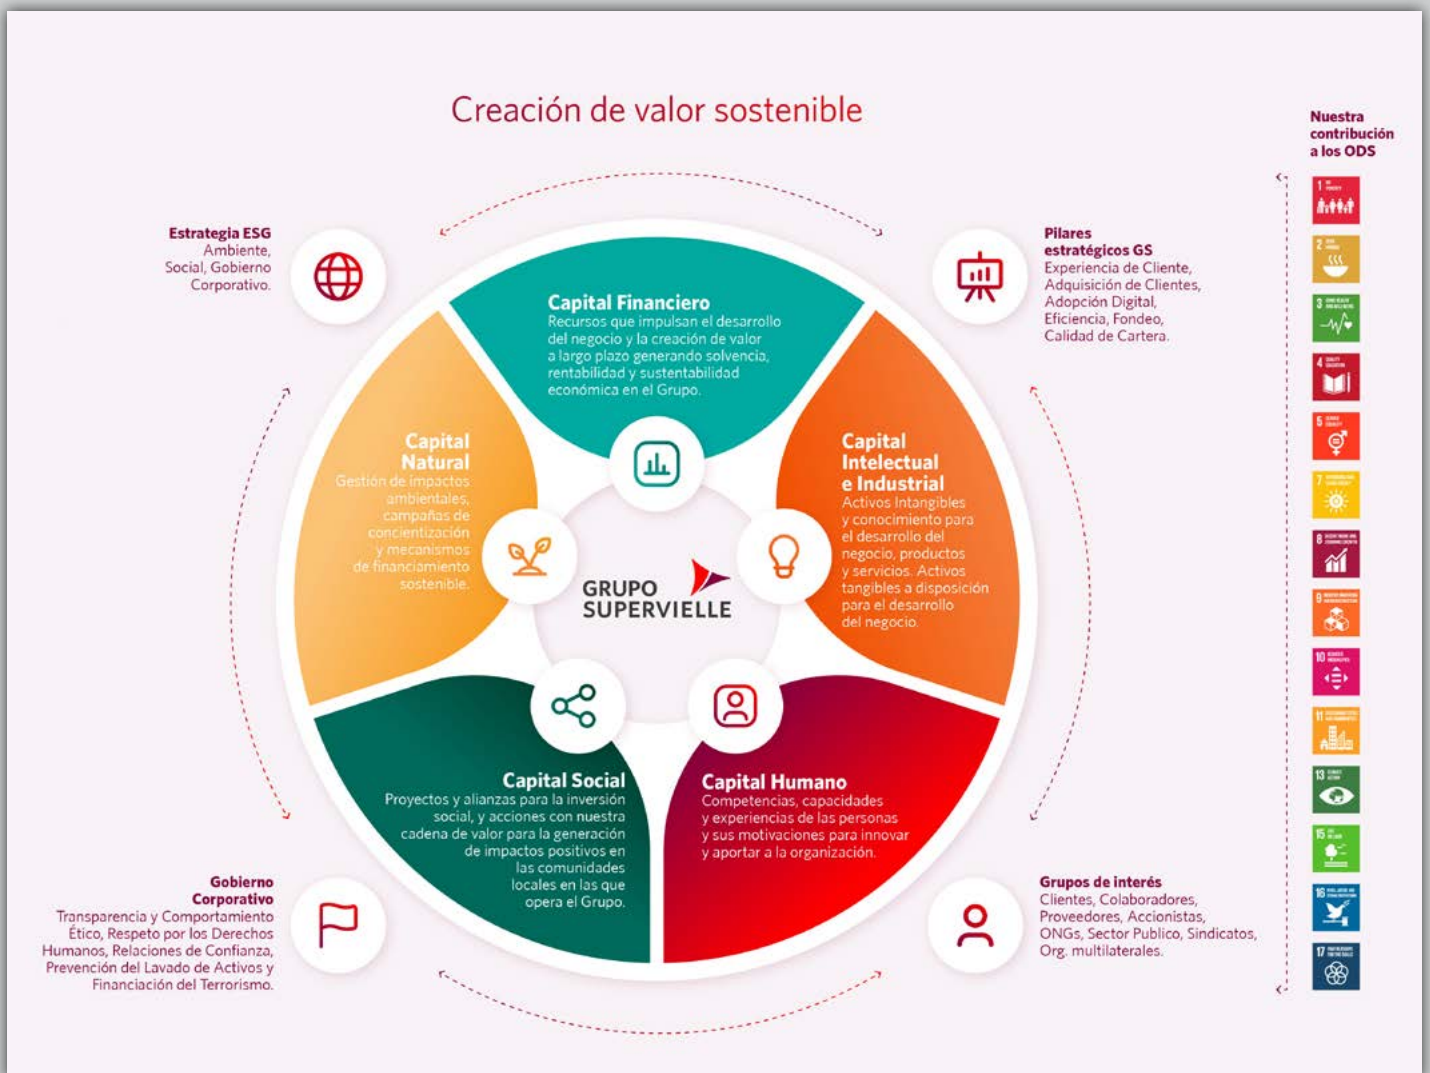 Creación de valor sostenible
Nuestra
contribución
a los ODS
Estrategia ESG
Ambiente,
Social, Gobierno
Corporativo.
Pilares
estratégicos GS
Experiencia de Cliente,
Adquisición de Clientes,
Adopción Digital,
Eficiencia, Fondeo,
Calidad de Cartera.
Capital Financiero
Recursos que impulsan el desarrollo
del negocio y la creación de valor
a largo plazo generando solvencia,
rentabilidad y sustentabilidad
económica en el Grupo.
Capital
Natural
Gestión de impactos
ambientales,
campañas de
concientización
y mecanismos
de financiamiento
sostenible.
Capital
Intelectual
e Industrial
Activos Intangibles
y conocimiento para
el desarrollo del
negocio, productos
y servicios. Activos
tangibles a disposición
para el desarrollo
del negocio.
GRUPO
SUPERVIELLE
Capital Social
Proyectos y alianzas para la inversión
social, y acciones con nuestra
cadena de valor para la generación
de impactos positivos en
las comunidades
locales en las que
opera el Grupo.
Capital Humano
Competencias, capacidades
y experiencias de las personas
y sus motivaciones para innovar
y aportar a la organización.
Gobierno
Corporativo
Transparencia y Comportamiento
Ético, Respeto por los Derechos
Humanos, Relaciones de Confianza,
Prevención del Lavado de Activos y
Financiación del Terrorismo.
Grupos de interés
Clientes, Colaboradores,
Proveedores, Accionistas,
ONGs, Sector Publico, Sindicatos,
Org. multilaterales.
1
2
3
4
5
7
8
9
10
11
13
15
16
17